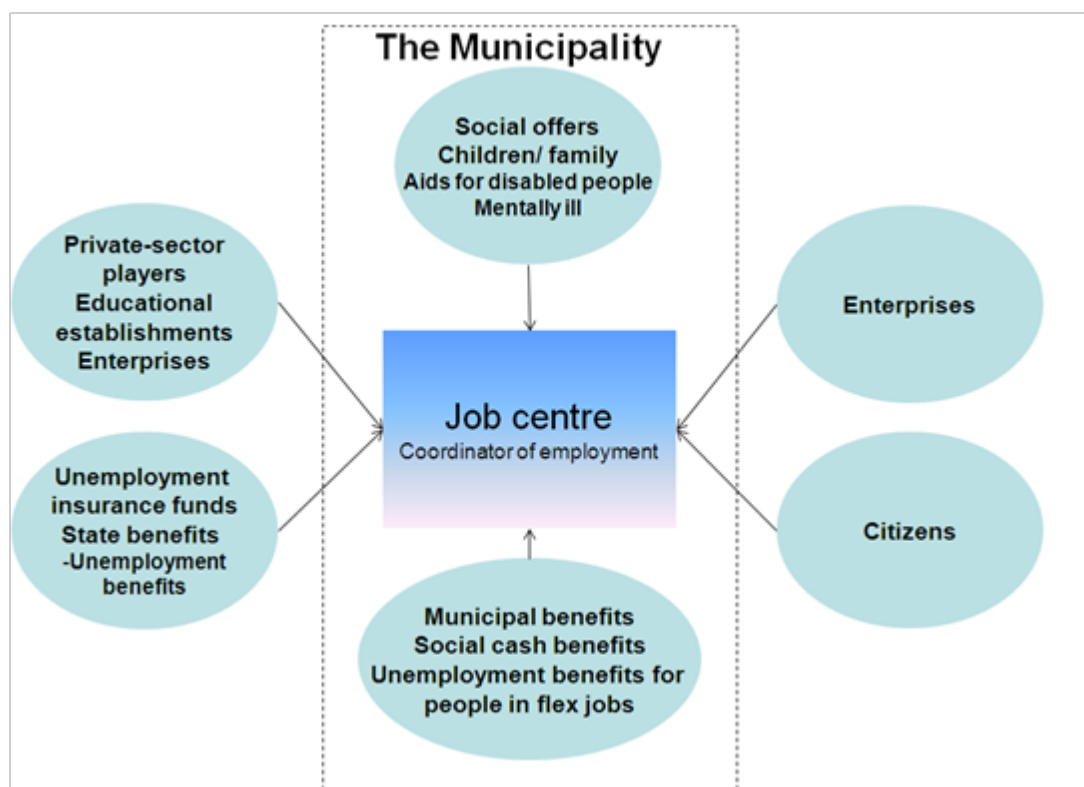 The Municipality
Social offers
Children/ family
Aids for disabled people
Mentally ill
Private-sector
players
Educational
establishments
Enterprises
Enterprises
Job centre
Coordinator of employment
Unemployment
insurance funds
State benefits
-Unemployment
benefits
Citizens
Municipal benefits
Social cash benefits
Unemployment benefits for
people in flex jobs